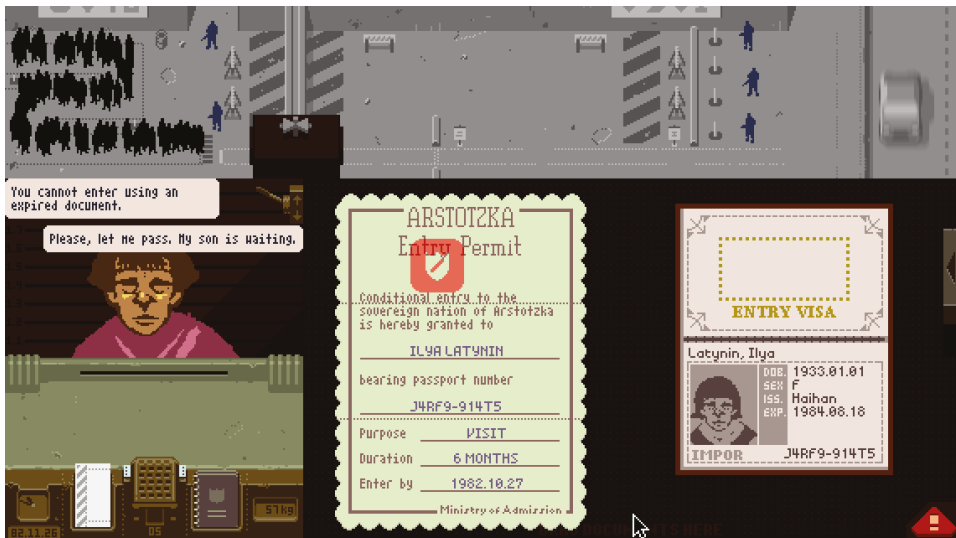 You cannot enter using an
expired document.
Please, let me pass. My son is waiting.
ARSTOTZKA
Entry Permit
Conditional entry to the
sovereign nation of Arstotzka
is hereby granted to
ILYA LATYNIN
bearing passport number
J4RF9-914T5
Purpose VISIT
Duration 6 MONTHS
Enter by 1982.10.27
Ministry of Admission
ENTRY VISA
Latynin, Ilya
DOB. 1933.01.01
SEX F
ISS. Haihan
EXP. 1984.08.18
IMPOR J4RF9-914T5
57kg
82.11.26
05
HERE